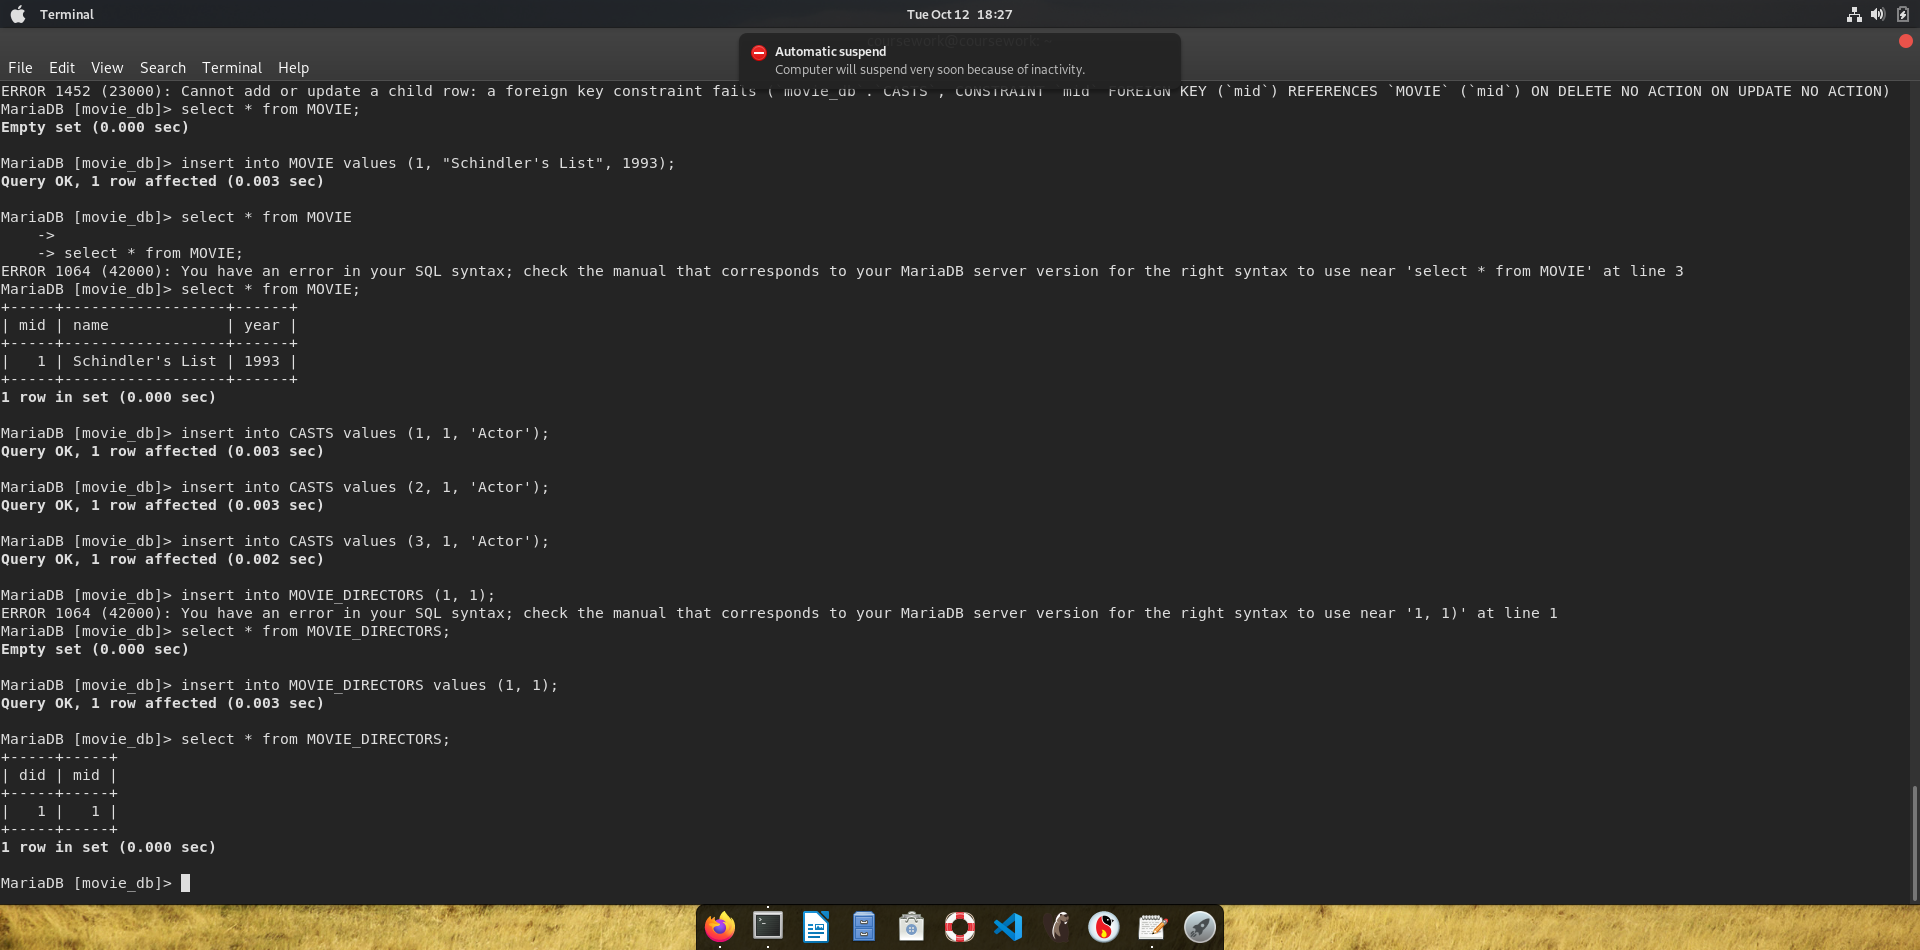 Terminal
Tue Oct 12 18:27
coursework@coursework: ~
Automatic suspend
Computer will suspend very soon because of inactivity.
File Edit View Search Terminal Help
ERROR 1452 (23000): Cannot add or update a child row: a foreign key constraint fails (`movie_db`.`CASTS`, CONSTRAINT `mid` FOREIGN KEY (`mid`) REFERENCES `MOVIE` (`mid`) ON DELETE NO ACTION ON UPDATE NO ACTION)
MariaDB [movie_db]> select * from MOVIE;
Empty set (0.000 sec)
MariaDB [movie_db]> insert into MOVIE values (1, "Schindler's List", 1993);
Query OK, 1 row affected (0.003 sec)
MariaDB [movie_db]> select * from MOVIE
    ->
    -> select * from MOVIE;
ERROR 1064 (42000): You have an error in your SQL syntax; check the manual that corresponds to your MariaDB server version for the right syntax to use near 'select * from MOVIE' at line 3
MariaDB [movie_db]> select * from MOVIE;
+-----+------------------+------+
| mid | name             | year |
+-----+------------------+------+
|   1 | Schindler's List | 1993 |
+-----+------------------+------+
1 row in set (0.000 sec)
MariaDB [movie_db]> insert into CASTS values (1, 1, 'Actor');
Query OK, 1 row affected (0.003 sec)
MariaDB [movie_db]> insert into CASTS values (2, 1, 'Actor');
Query OK, 1 row affected (0.003 sec)
MariaDB [movie_db]> insert into CASTS values (3, 1, 'Actor');
Query OK, 1 row affected (0.002 sec)
MariaDB [movie_db]> insert into MOVIE_DIRECTORS (1, 1);
ERROR 1064 (42000): You have an error in your SQL syntax; check the manual that corresponds to your MariaDB server version for the right syntax to use near '1, 1)' at line 1
MariaDB [movie_db]> select * from MOVIE_DIRECTORS;
Empty set (0.000 sec)
MariaDB [movie_db]> insert into MOVIE_DIRECTORS values (1, 1);
Query OK, 1 row affected (0.003 sec)
MariaDB [movie_db]> select * from MOVIE_DIRECTORS;
+-----+-----+
| did | mid |
+-----+-----+
|   1 |   1 |
+-----+-----+
1 row in set (0.000 sec)
MariaDB [movie_db]>